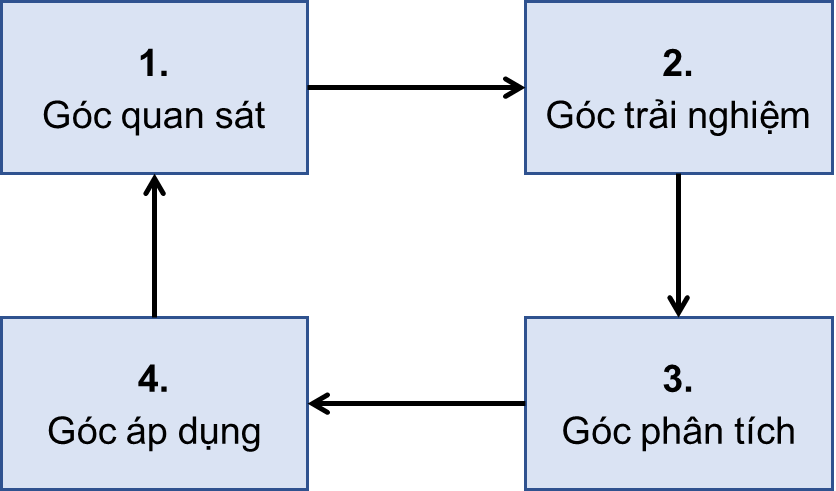 1.
Góc quan sát
2.
Góc trải nghiệm
4.
Góc áp dụng
3.
Góc phân tích